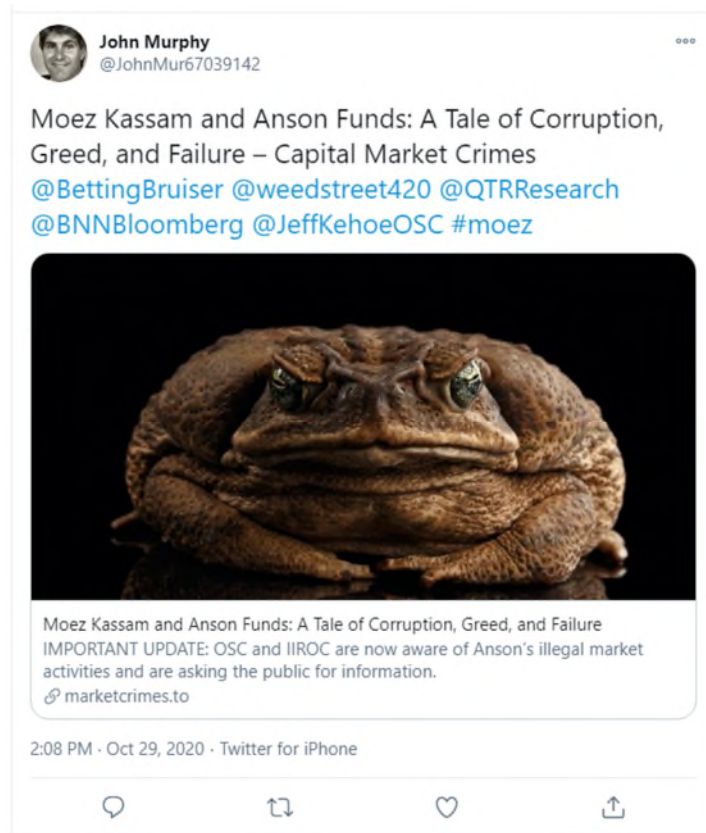 John Murphy
@JohnMur67039142
Moez Kassam and Anson Funds: A Tale of Corruption,
Greed, and Failure – Capital Market Crimes
@BettingBruiser @weedstreet420 @QTRResearch
@BNNBloomberg @JeffKehoeOSC #moez
Moez Kassam and Anson Funds: A Tale of Corruption, Greed, and Failure
IMPORTANT UPDATE: OSC and IIROC are now aware of Anson's illegal market
activities and are asking the public for information.
marketcrimes.to
2:08 PM · Oct 29, 2020 · Twitter for iPhone